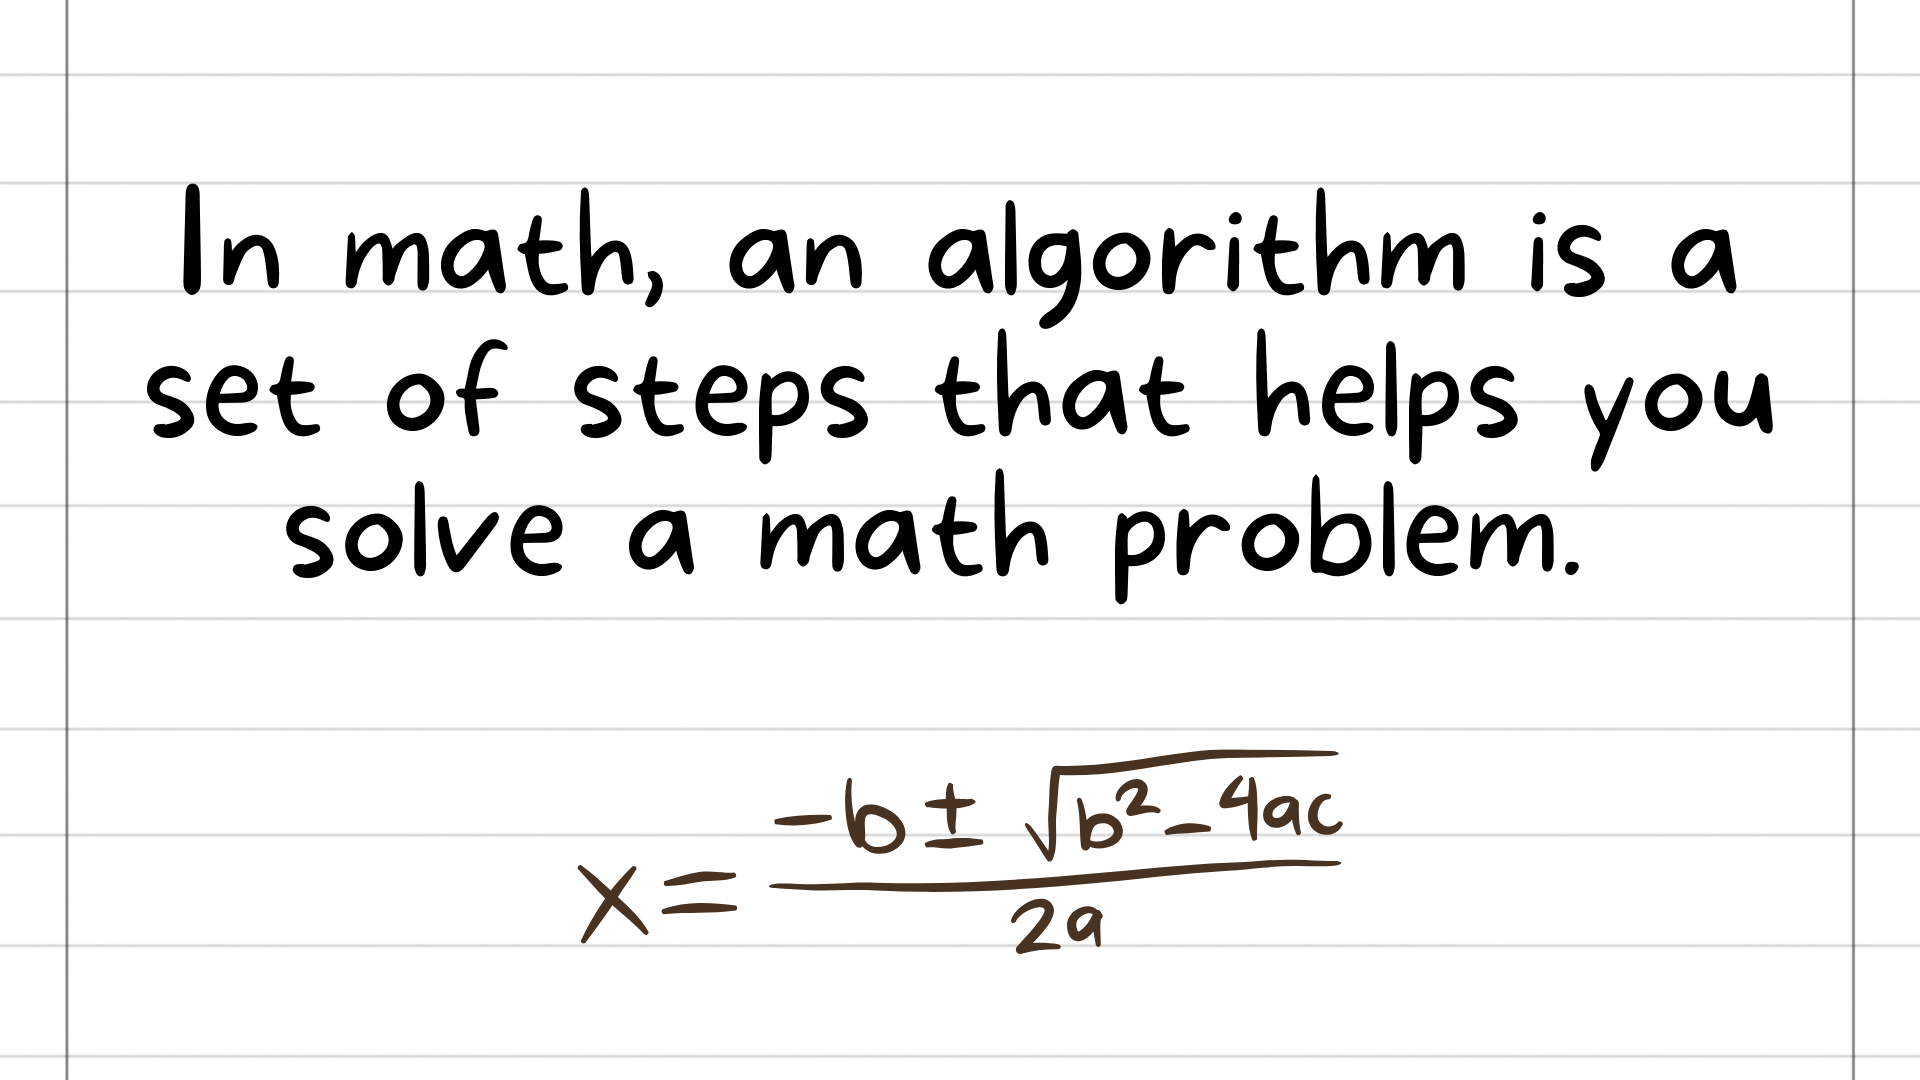 In math, an algorithm is a
set of steps that helps you
solve a math problem.
x = (-b ± √(b² - 4ac)) / 2a